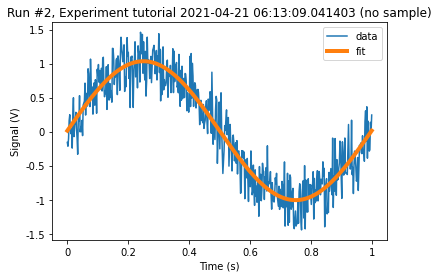 Run #2, Experiment tutorial 2021-04-21 06:13:09.041403 (no sample)
data
fit
1.5
1
0.5
0
-0.5
-1
-1.5
Signal (V)
0
0.2
0.4
0.6
0.8
1
Time (s)